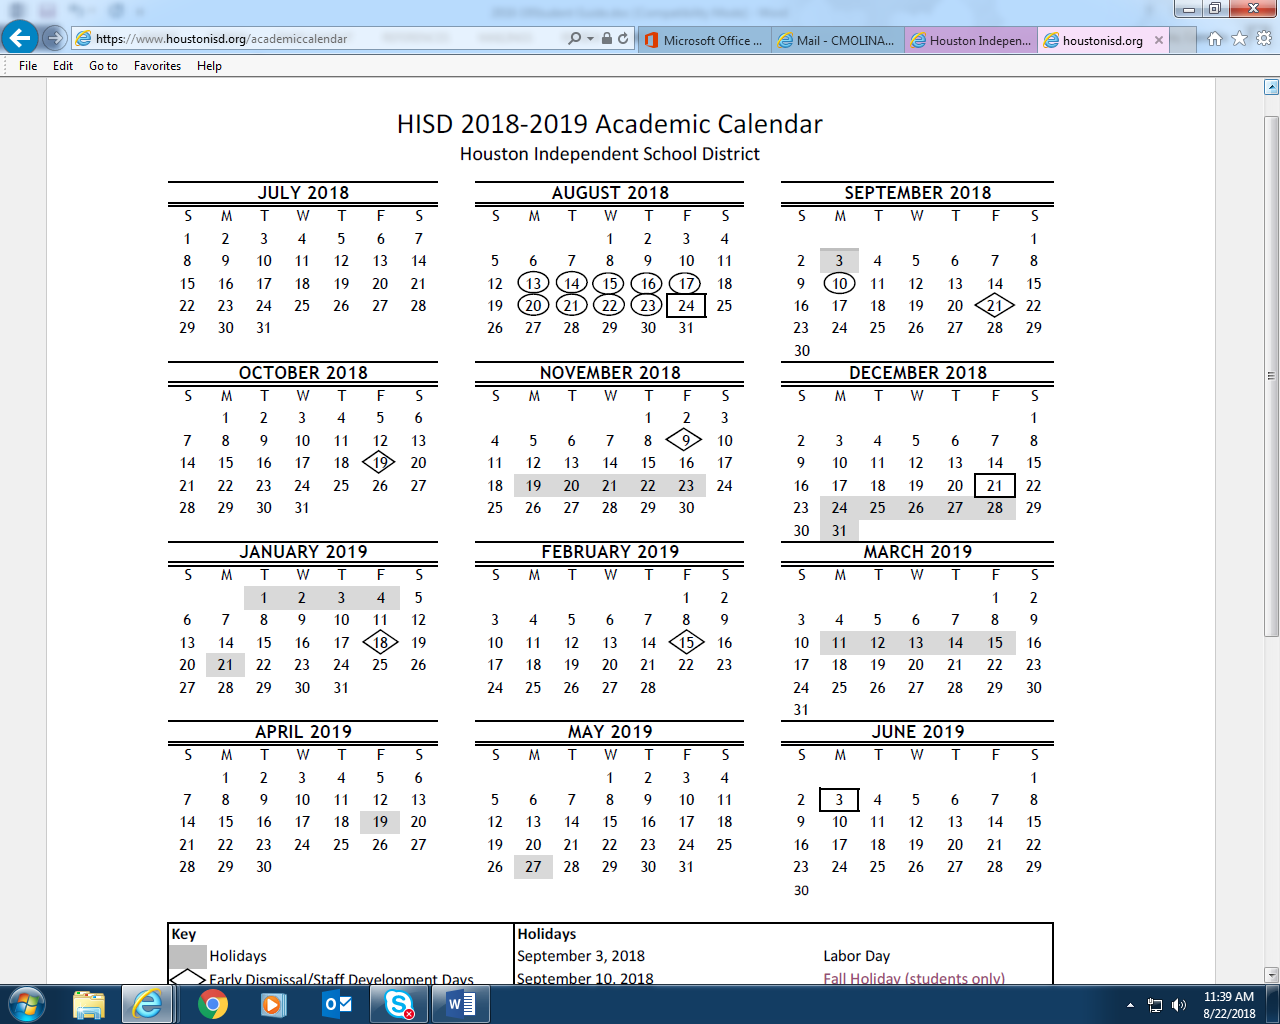 https://www.houstonisd.org/academiccalendar
Microsoft Office ...
Mail - CMOLINA...
Houston Indepen...
houstonisd.org
File Edit Go to Favorites Help
HISD 2018-2019 Academic Calendar
Houston Independent School District
JULY 2018 AUGUST 2018 SEPTEMBER 2018
S M T W T F S S M T W T F S S M T W T F S
1 2 3 4 5 6 7 1 2 3 4 1
8 9 10 11 12 13 14 5 6 7 8 9 10 11 2 3 4 5 6 7 8
15 16 17 18 19 20 21 12 13 14 15 16 17 18 9 10 11 12 13 14 15
22 23 24 25 26 27 28 19 20 21 22 23 24 25 16 17 18 19 20 21 22
29 30 31 26 27 28 29 30 31 23 24 25 26 27 28 29
30
OCTOBER 2018 NOVEMBER 2018 DECEMBER 2018
S M T W T F S S M T W T F S S M T W T F S
1 2 3 4 5 6 1 2 3 1
7 8 9 10 11 12 13 4 5 6 7 8 9 10 2 3 4 5 6 7 8
14 15 16 17 18 19 20 11 12 13 14 15 16 17 9 10 11 12 13 14 15
21 22 23 24 25 26 27 18 19 20 21 22 23 24 16 17 18 19 20 21 22
28 29 30 31 25 26 27 28 29 30 23 24 25 26 27 28 29
30 31
JANUARY 2019 FEBRUARY 2019 MARCH 2019
S M T W T F S S M T W T F S S M T W T F S
1 2 3 4 5 1 2 1 2
6 7 8 9 10 11 12 3 4 5 6 7 8 9 3 4 5 6 7 8 9
13 14 15 16 17 18 19 10 11 12 13 14 15 16 10 11 12 13 14 15 16
20 21 22 23 24 25 26 17 18 19 20 21 22 23 17 18 19 20 21 22 23
27 28 29 30 31 24 25 26 27 28 24 25 26 27 28 29 30
31
APRIL 2019 MAY 2019 JUNE 2019
S M T W T F S S M T W T F S S M T W T F S
1 2 3 4 5 6 1 2 3 4 1
7 8 9 10 11 12 13 5 6 7 8 9 10 11 2 3 4 5 6 7 8
14 15 16 17 18 19 20 12 13 14 15 16 17 18 9 10 11 12 13 14 15
21 22 23 24 25 26 27 19 20 21 22 23 24 25 16 17 18 19 20 21 22
28 29 30 26 27 28 29 30 31 23 24 25 26 27 28 29
30
Key Holidays
Holidays September 3, 2018 Labor Day
Early Dismissal/Staff Development Days September 10, 2018 Fall Holiday (students only)
11:39 AM
8/22/2018